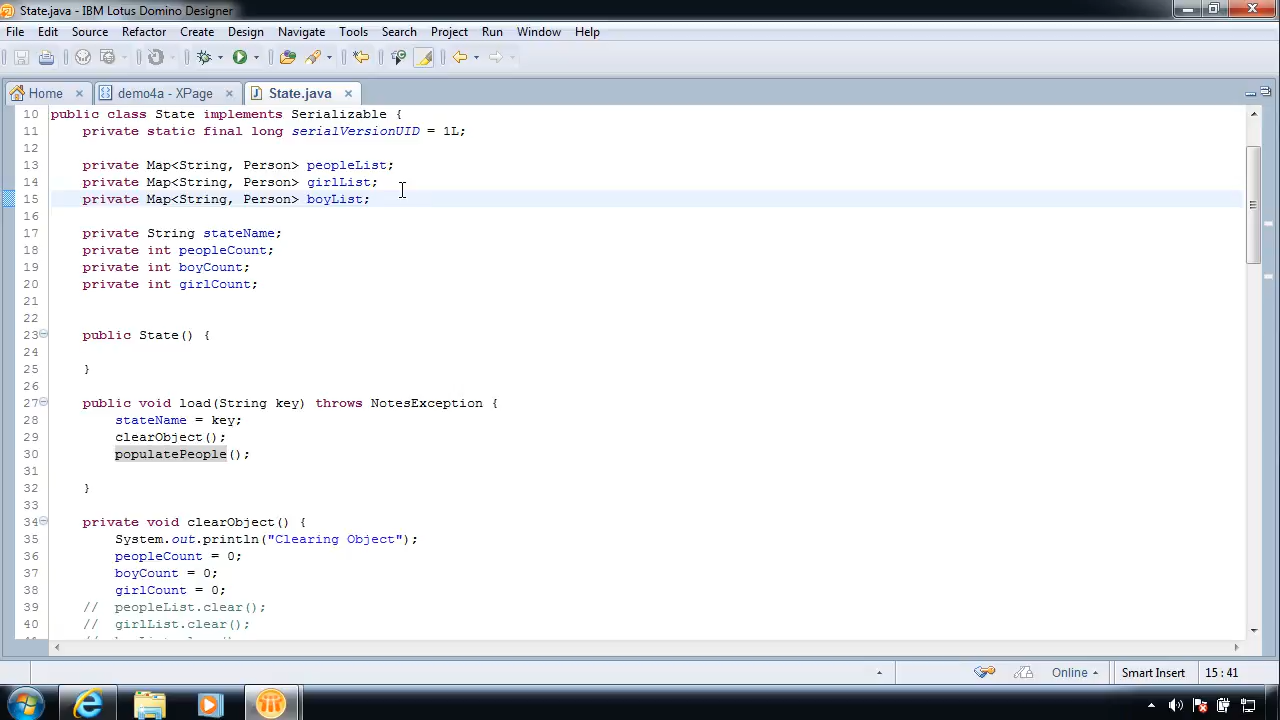 State.java - IBM Lotus Domino Designer
File Edit Source Refactor Create Design Navigate Tools Search Project Run Window Help
Home demo4a - XPage State.java
10 public class State implements Serializable {
11 private static final long serialVersionUID = 1L;
12
13 private Map<String, Person> peopleList;
14 private Map<String, Person> girlList;
15 private Map<String, Person> boyList;
16
17 private String stateName;
18 private int peopleCount;
19 private int boyCount;
20 private int girlCount;
21
22
23 public State() {
24
25 }
26
27 public void load(String key) throws NotesException {
28 stateName = key;
29 clearObject();
30 populatePeople();
31
32 }
33
34 private void clearObject() {
35 System.out.println("Clearing Object");
36 peopleCount = 0;
37 boyCount = 0;
38 girlCount = 0;
39 // peopleList.clear();
40 // girlList.clear();
Online Smart Insert 15 : 41